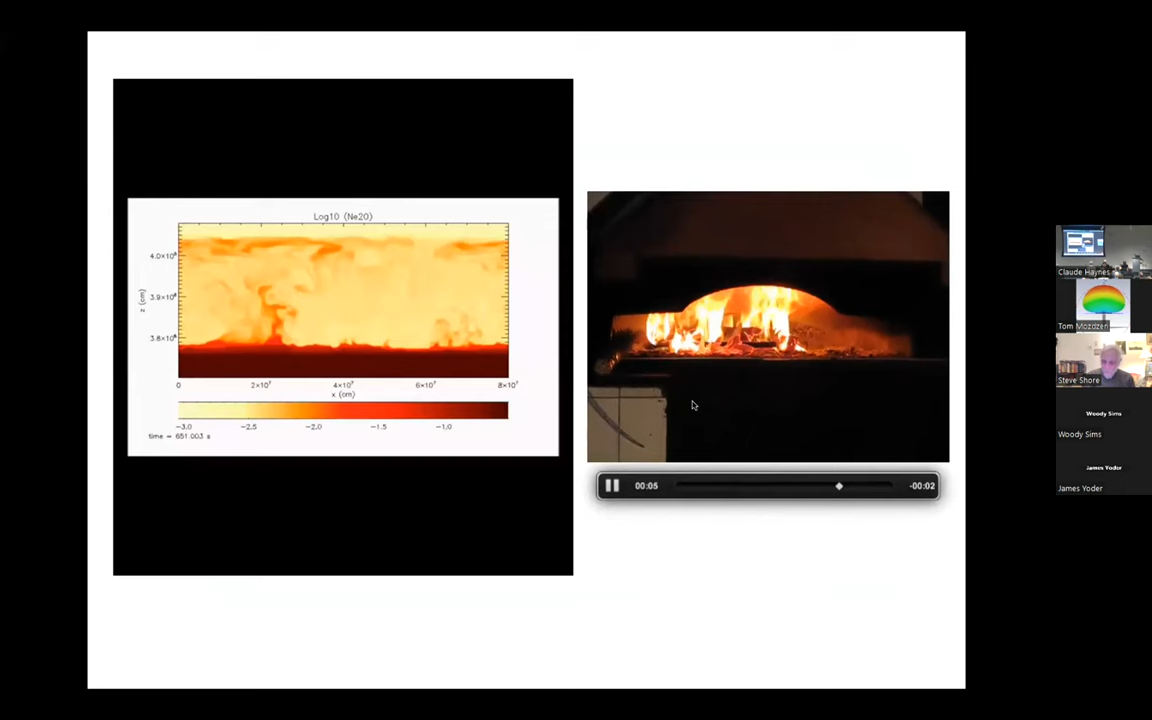 Log10 (Ne20)
4.0×10⁸
3.9×10⁸
3.8×10⁸
z (cm)
0 2×10⁷ 4×10⁷ 6×10⁷ 8×10⁷
x (cm)
-3.0 -2.5 -2.0 -1.5 -1.0
time = 651.003 s
00:05 -00:02
Claude Haynes
Tom Mozdzen
Steve Shore
Woody Sims
Woody Sims
James Yoder
James Yoder